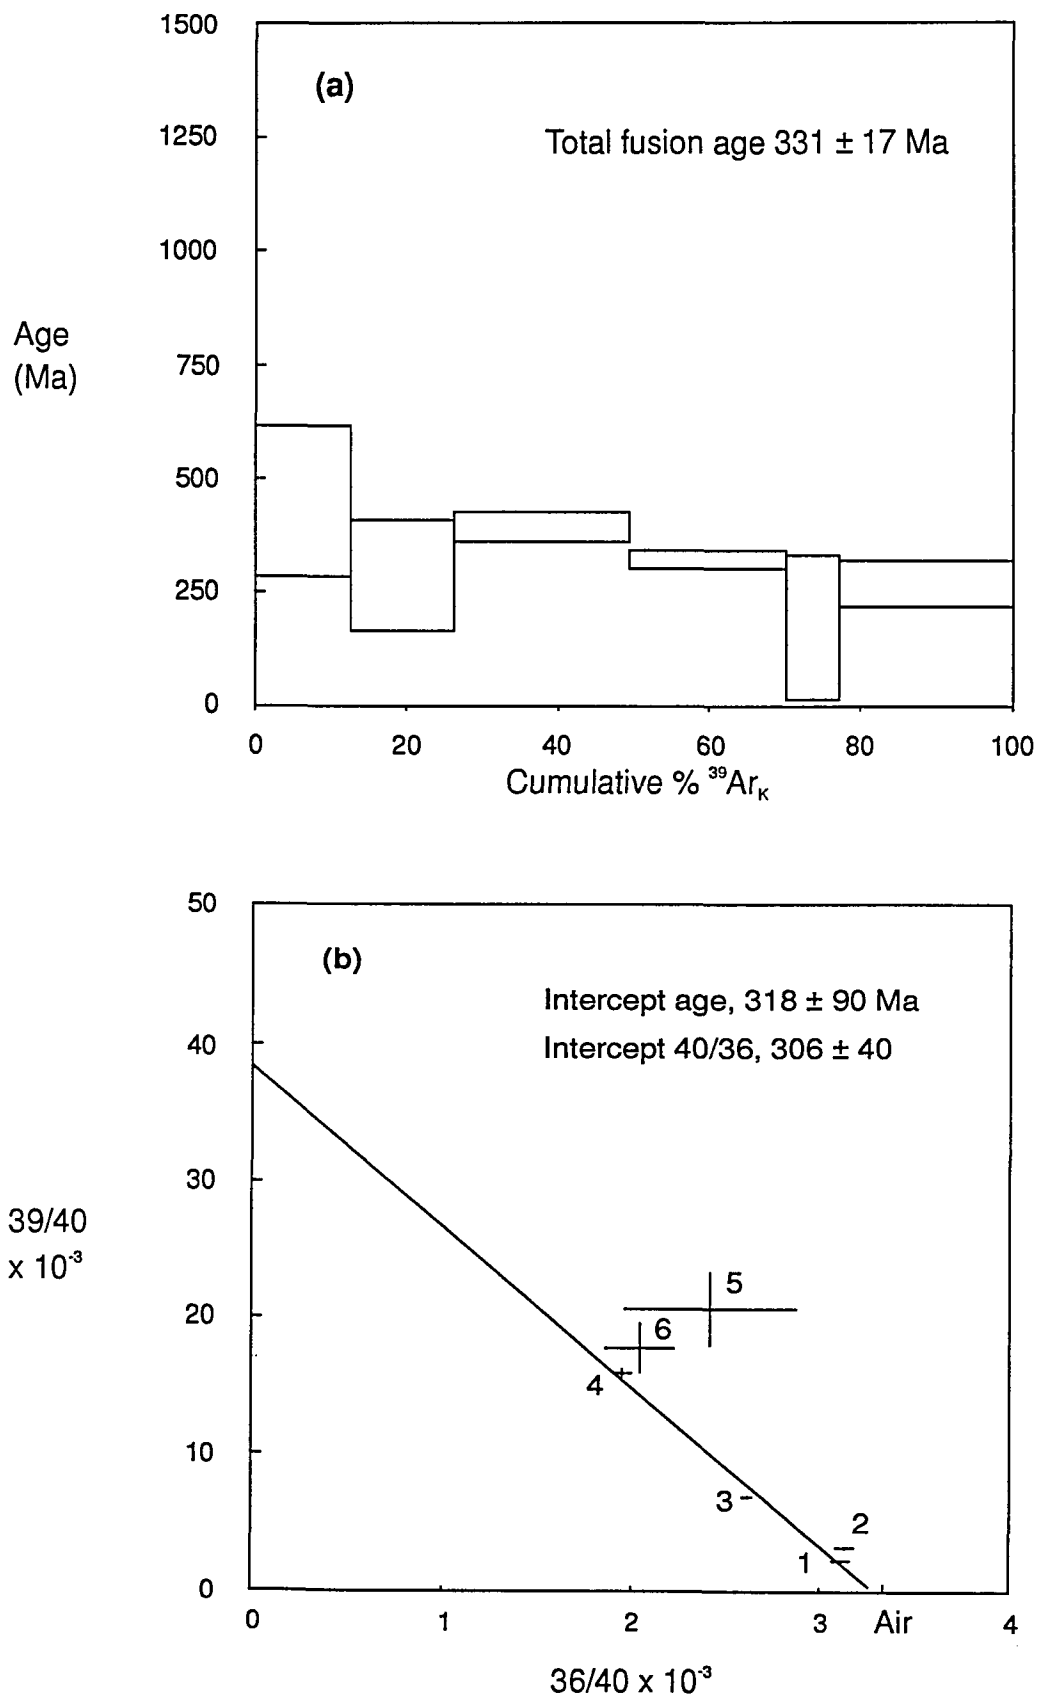 1500
(a)
Total fusion age 331 ± 17 Ma
1250
1000
Age
(Ma)
750
500
250
0
0 20 40 60 80 100
Cumulative % ³⁹Ar_K
50
(b)
Intercept age, 318 ± 90 Ma
Intercept 40/36, 306 ± 40
40
30
39/40
x 10⁻³
20
5
6
4
10
3
2
1
0
0 1 2 3 Air 4
36/40 x 10⁻³